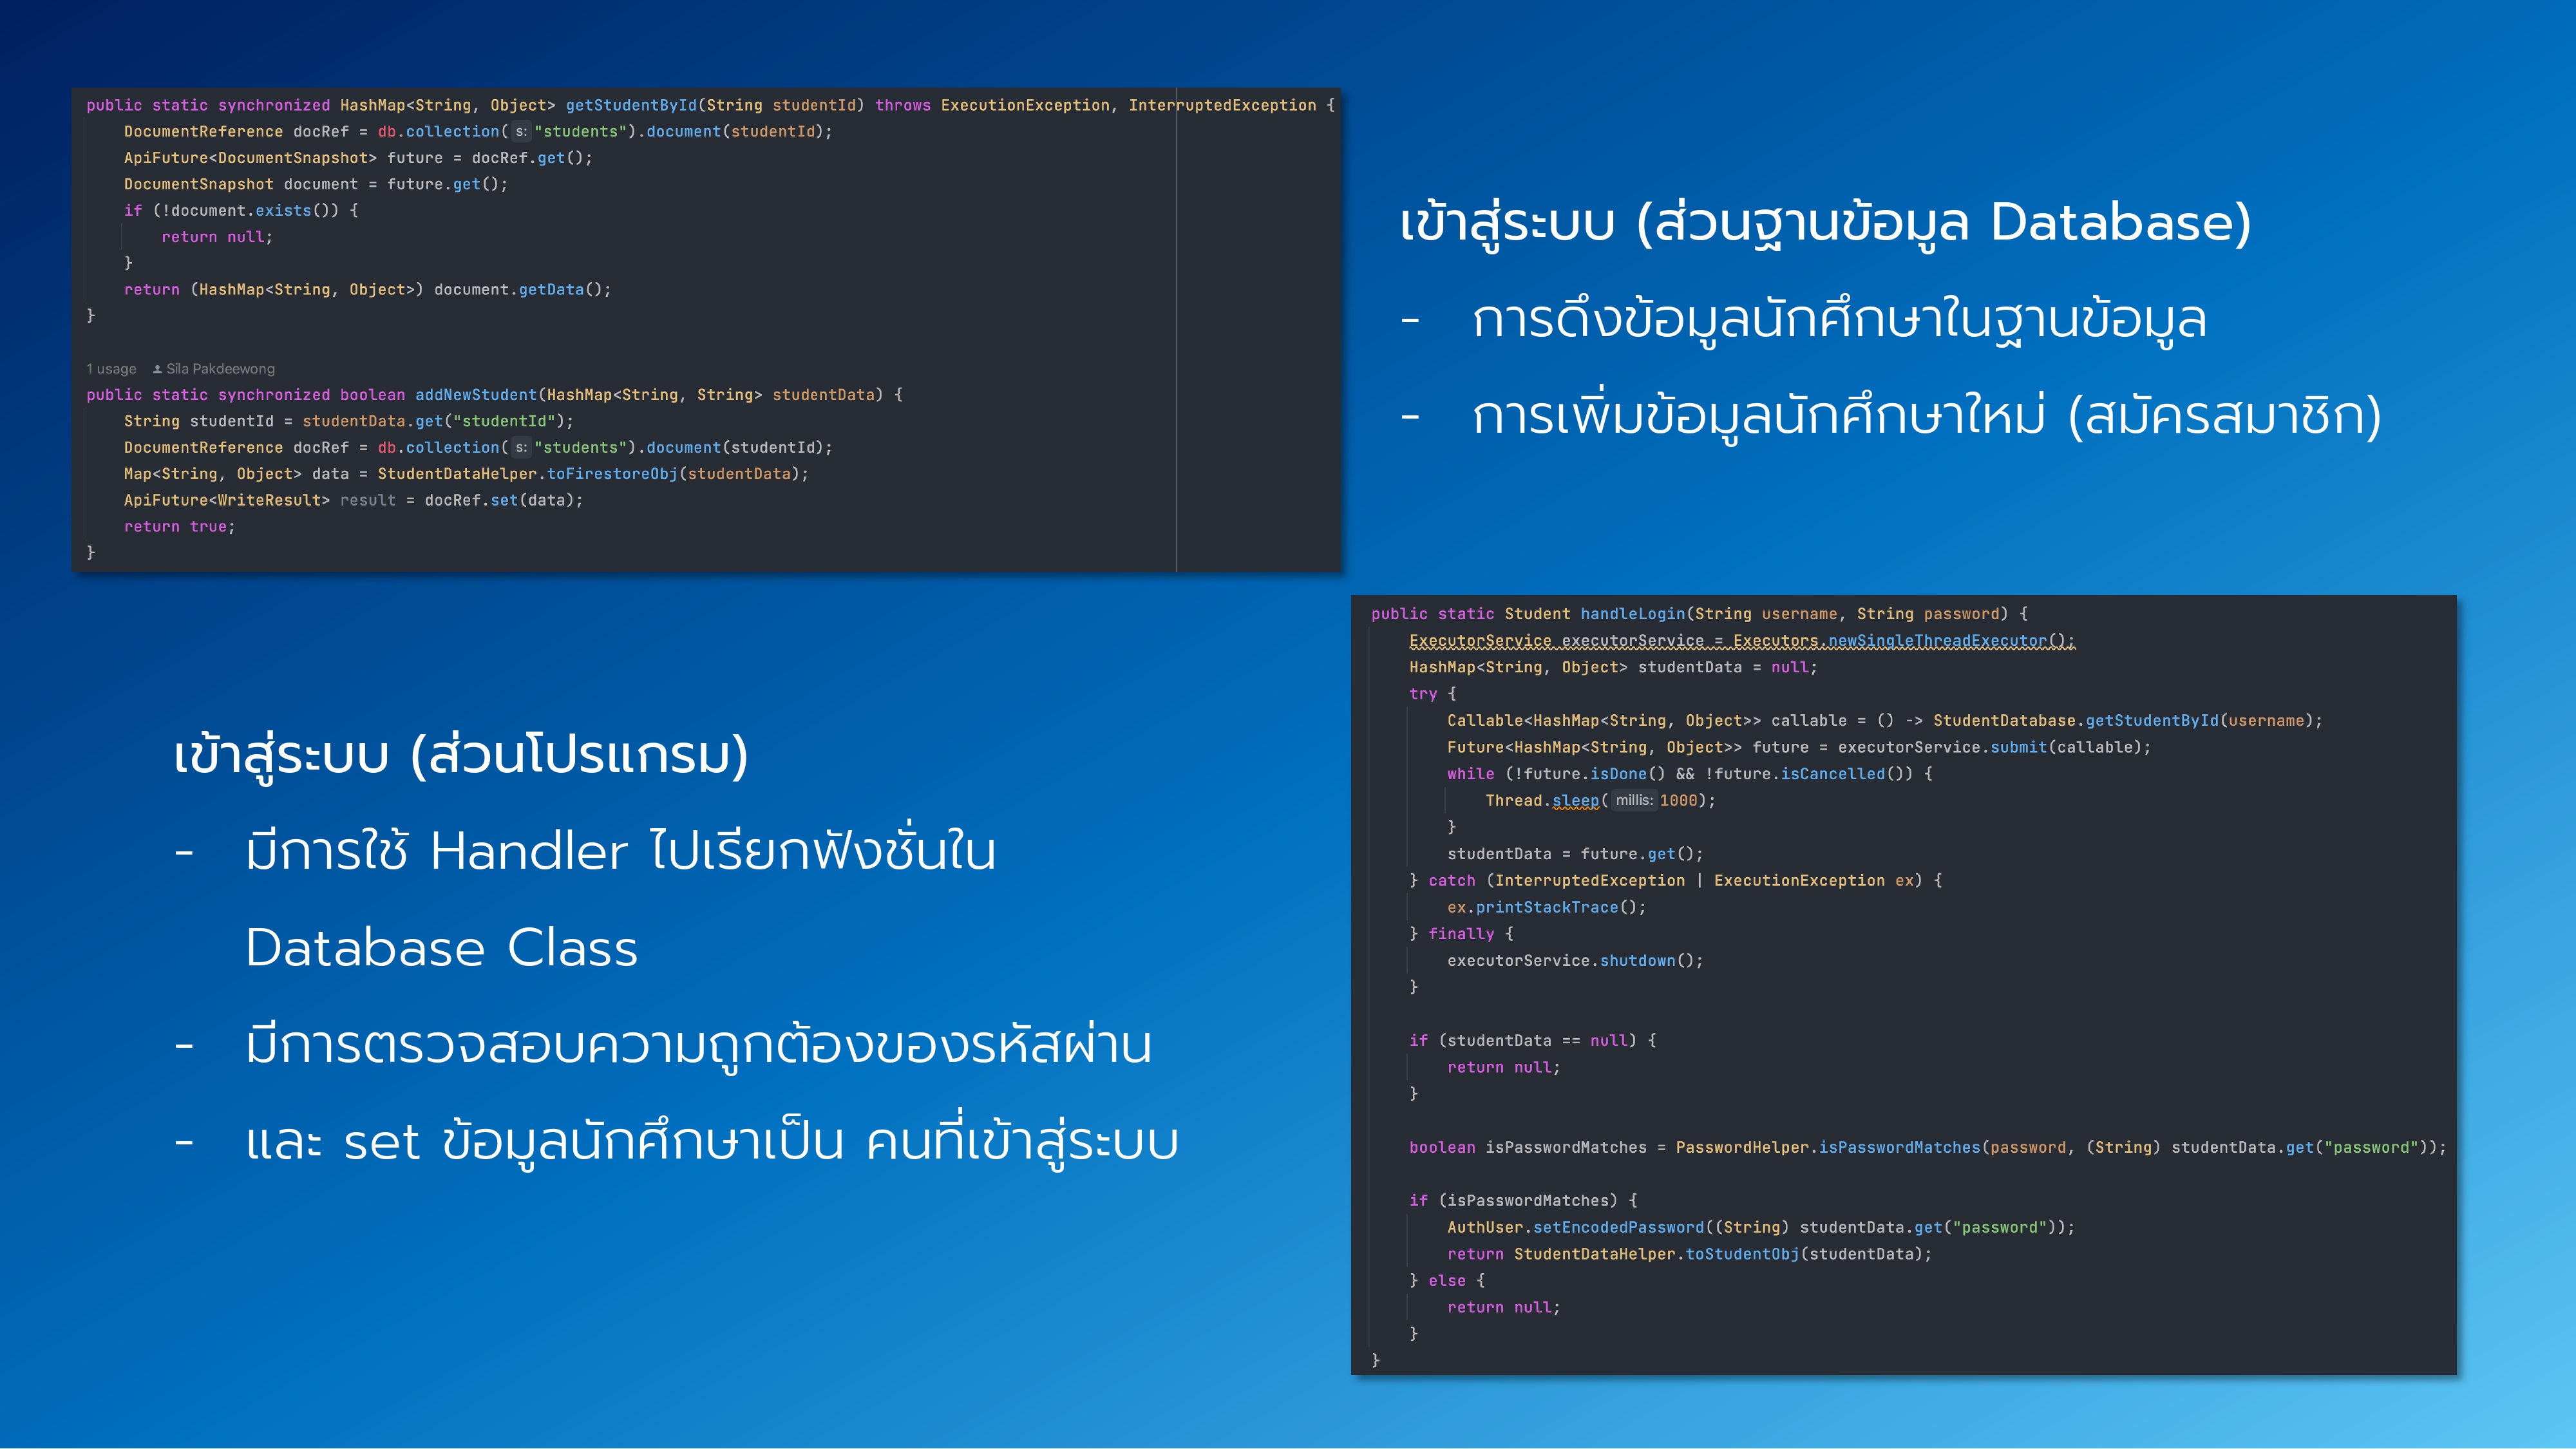 public static synchronized HashMap<String, Object> getStudentById(String studentId) throws ExecutionException, InterruptedException {
DocumentReference docRef = db.collection( s: "students").document(studentId);
ApiFuture<DocumentSnapshot> future = docRef.get();
DocumentSnapshot document = future.get();
if (!document.exists()) {
return null;
}
return (HashMap<String, Object>) document.getData();
}
1 usage Sila Pakdeewong
public static synchronized boolean addNewStudent(HashMap<String, String> studentData) {
String studentId = studentData.get("studentId");
DocumentReference docRef = db.collection( s: "students").document(studentId);
Map<String, Object> data = StudentDataHelper.toFirestoreObj(studentData);
ApiFuture<WriteResult> result = docRef.set(data);
return true;
}
เข้าสู่ระบบ (ส่วนฐานข้อมูล Database)
- การดึงข้อมูลนักศึกษาในฐานข้อมูล
- การเพิ่มข้อมูลนักศึกษาใหม่ (สมัครสมาชิก)
เข้าสู่ระบบ (ส่วนโปรแกรม)
- มีการใช้ Handler ไปเรียกฟังชั่นใน
Database Class
- มีการตรวจสอบความถูกต้องของรหัสผ่าน
- และ set ข้อมูลนักศึกษาเป็น คนที่เข้าสู่ระบบ
public static Student handleLogin(String username, String password) {
ExecutorService executorService = Executors.newSingleThreadExecutor();
HashMap<String, Object> studentData = null;
try {
Callable<HashMap<String, Object>> callable = () -> StudentDatabase.getStudentById(username);
Future<HashMap<String, Object>> future = executorService.submit(callable);
while (!future.isDone() && !future.isCancelled()) {
Thread.sleep( millis: 1000);
}
studentData = future.get();
} catch (InterruptedException | ExecutionException ex) {
ex.printStackTrace();
} finally {
executorService.shutdown();
}
if (studentData == null) {
return null;
}
boolean isPasswordMatches = PasswordHelper.isPasswordMatches(password, (String) studentData.get("password"));
if (isPasswordMatches) {
AuthUser.setEncodedPassword((String) studentData.get("password"));
return StudentDataHelper.toStudentObj(studentData);
} else {
return null;
}
}